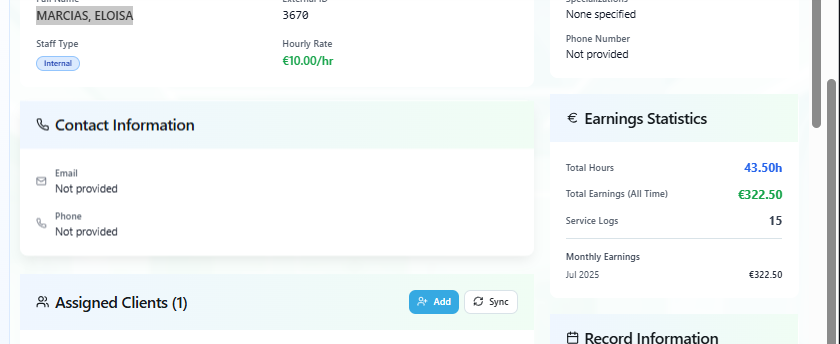 Full Name
MARCIAS, ELOISA
External ID
3670
Staff Type
Internal
Hourly Rate
€10.00/hr
Contact Information
Email
Not provided
Phone
Not provided
Assigned Clients (1)
Add
Sync
Specializations
None specified
Phone Number
Not provided
€ Earnings Statistics
Total Hours 43.50h
Total Earnings (All Time) €322.50
Service Logs 15
Monthly Earnings
Jul 2025 €322.50
Record Information